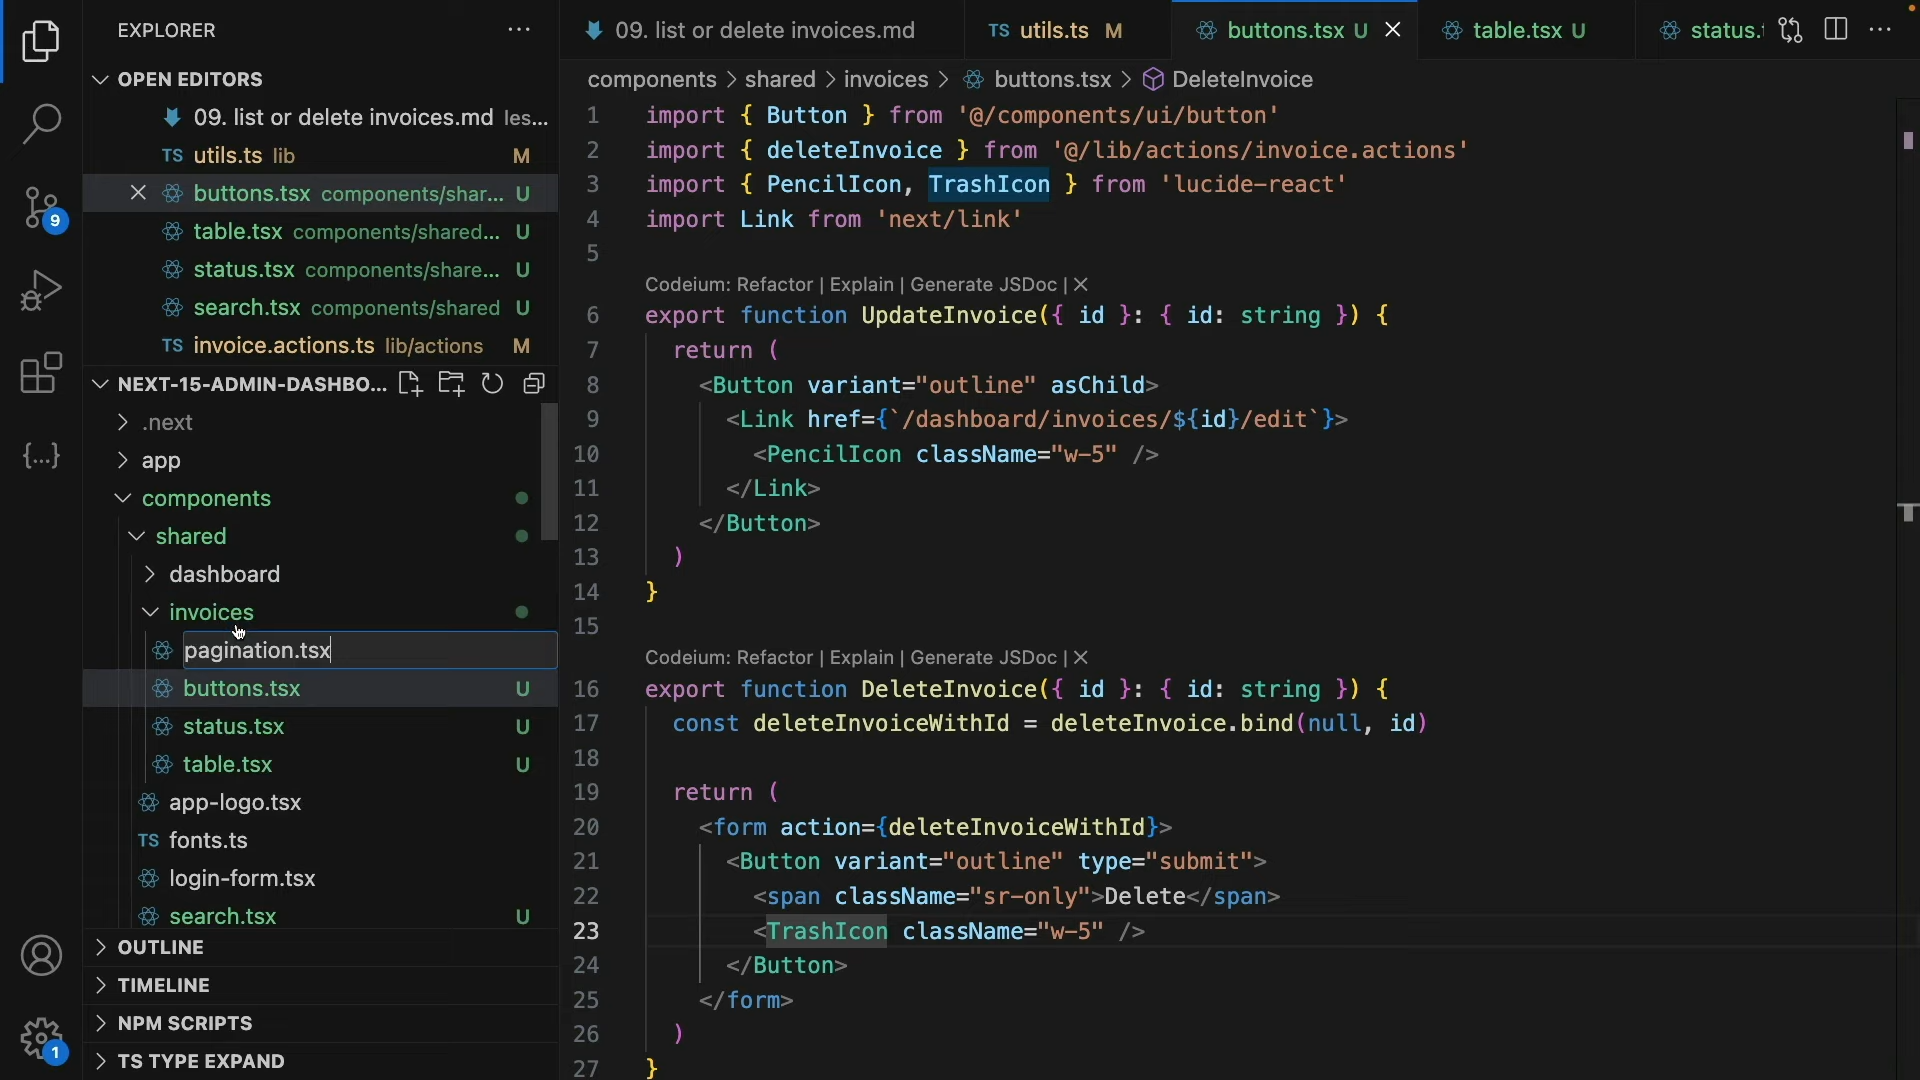 EXPLORER
OPEN EDITORS
09. list or delete invoices.md les...
TS utils.ts lib M
buttons.tsx components/shar... U
table.tsx components/shared... U
status.tsx components/share... U
search.tsx components/shared U
TS invoice.actions.ts lib/actions M
NEXT-15-ADMIN-DASHBO...
.next
app
components
shared
dashboard
invoices
pagination.tsx
buttons.tsx U
status.tsx U
table.tsx U
app-logo.tsx
TS fonts.ts
login-form.tsx
search.tsx U
OUTLINE
TIMELINE
NPM SCRIPTS
TS TYPE EXPAND
9
{...}
1
09. list or delete invoices.md
TS utils.ts M
buttons.tsx U
table.tsx U
status.t
components > shared > invoices > buttons.tsx > DeleteInvoice
1 import { Button } from '@/components/ui/button'
2 import { deleteInvoice } from '@/lib/actions/invoice.actions'
3 import { PencilIcon, TrashIcon } from 'lucide-react'
4 import Link from 'next/link'
5
Codeium: Refactor | Explain | Generate JSDoc | ✕
6 export function UpdateInvoice({ id }: { id: string }) {
7 return (
8 <Button variant="outline" asChild>
9 <Link href={`/dashboard/invoices/${id}/edit`}>
10 <PencilIcon className="w-5" />
11 </Link>
12 </Button>
13 )
14 }
15
Codeium: Refactor | Explain | Generate JSDoc | ✕
16 export function DeleteInvoice({ id }: { id: string }) {
17 const deleteInvoiceWithId = deleteInvoice.bind(null, id)
18
19 return (
20 <form action={deleteInvoiceWithId}>
21 <Button variant="outline" type="submit">
22 <span className="sr-only">Delete</span>
23 <TrashIcon className="w-5" />
24 </Button>
25 </form>
26 )
27 }